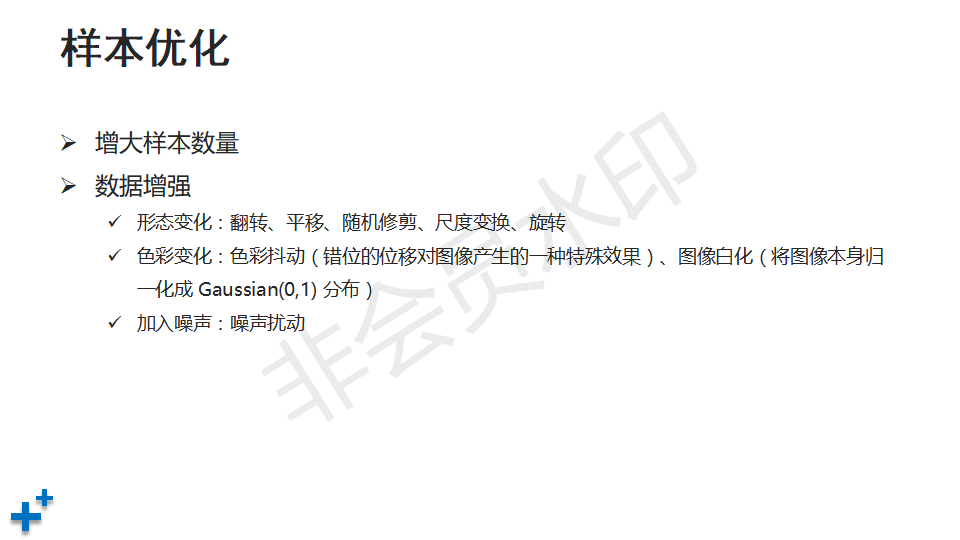 样本优化
增大样本数量
数据增强
形态变化：翻转、平移、随机修剪、尺度变换、旋转
色彩变化：色彩抖动（错位的位移对图像产生的一种特殊效果）、图像白化（将图像本身归
一化成 Gaussian(0,1) 分布）
加入噪声：噪声扰动
非会员水印